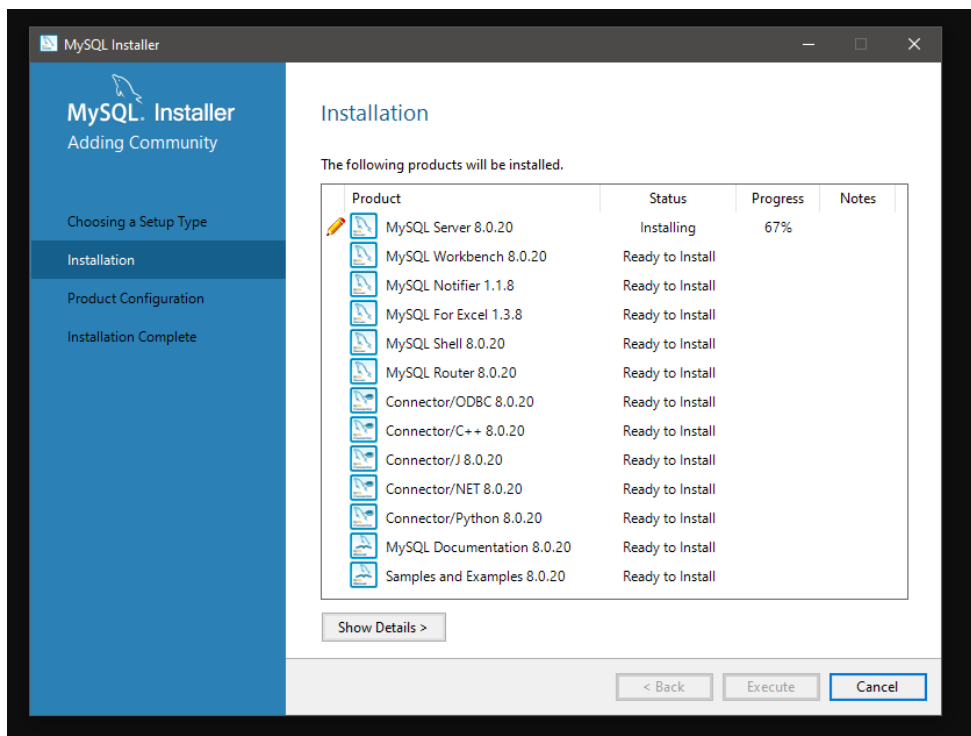 MySQL Installer
MySQL. Installer
Adding Community
Choosing a Setup Type
Installation
Product Configuration
Installation Complete
Installation
The following products will be installed.
Product Status Progress Notes
MySQL Server 8.0.20 Installing 67%
MySQL Workbench 8.0.20 Ready to Install
MySQL Notifier 1.1.8 Ready to Install
MySQL For Excel 1.3.8 Ready to Install
MySQL Shell 8.0.20 Ready to Install
MySQL Router 8.0.20 Ready to Install
Connector/ODBC 8.0.20 Ready to Install
Connector/C++ 8.0.20 Ready to Install
Connector/J 8.0.20 Ready to Install
Connector/NET 8.0.20 Ready to Install
Connector/Python 8.0.20 Ready to Install
MySQL Documentation 8.0.20 Ready to Install
Samples and Examples 8.0.20 Ready to Install
Show Details >
< Back Execute Cancel